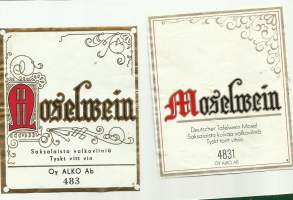 Moselwein
Saksalaista valkoviiniä
Tyskt vitt vin
Oy ALKO Ab
483
Moselwein
Deutscher Tafelwein Mosel
Saksalaista kuivaa valkoviiniä
Tyskt torrt vitvin
4831
OY ALKO AB